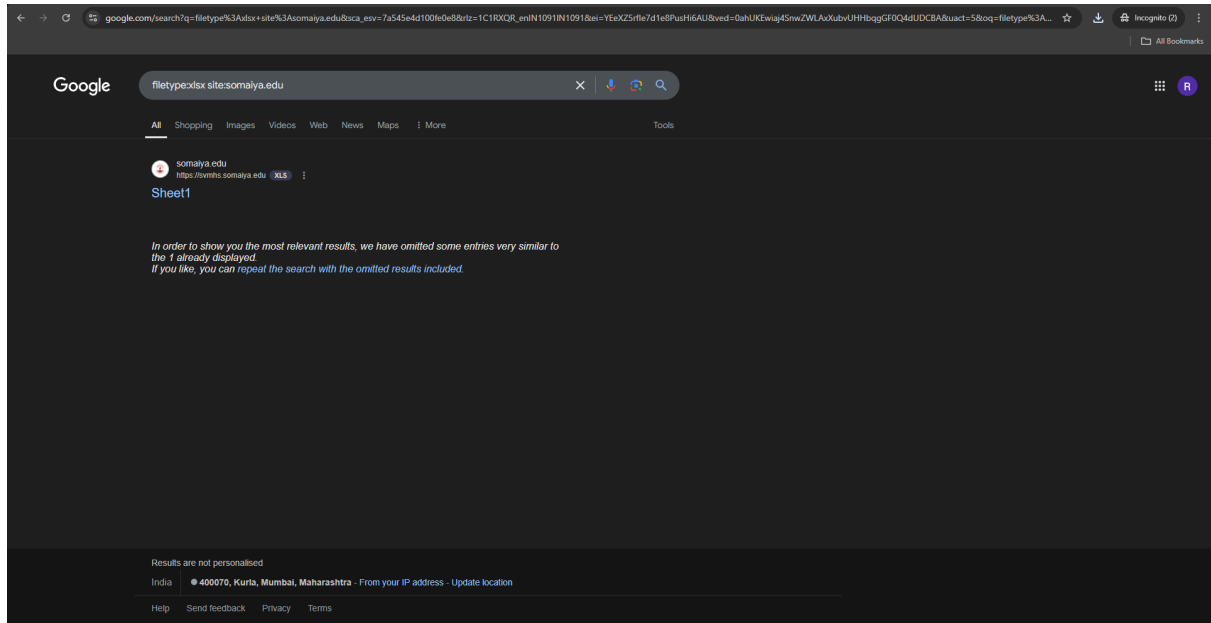 google.com/search?q=filetype%3Axlsx+site%3Asomaiya.edu&sca_esv=7a545e4d100fe0e8&rlz=1C1RXQR_enIN1091IN1091&ei=YEeXZ5rfIe7d1e8PusHi6AU&ved=0ahUKEwiaj4SnwZWLAxXubvUHHbqgGF0Q4dUDCBA&uact=5&oq=filetype%3A...
Incognito (2)
All Bookmarks
Google
filetype:xlsx site:somaiya.edu
R
All Shopping Images Videos Web News Maps More Tools
somaiya.edu
https://svmhs.somaiya.edu XLS
Sheet1
In order to show you the most relevant results, we have omitted some entries very similar to
the 1 already displayed.
If you like, you can repeat the search with the omitted results included.
Results are not personalised
India 400070, Kurla, Mumbai, Maharashtra - From your IP address - Update location
Help Send feedback Privacy Terms